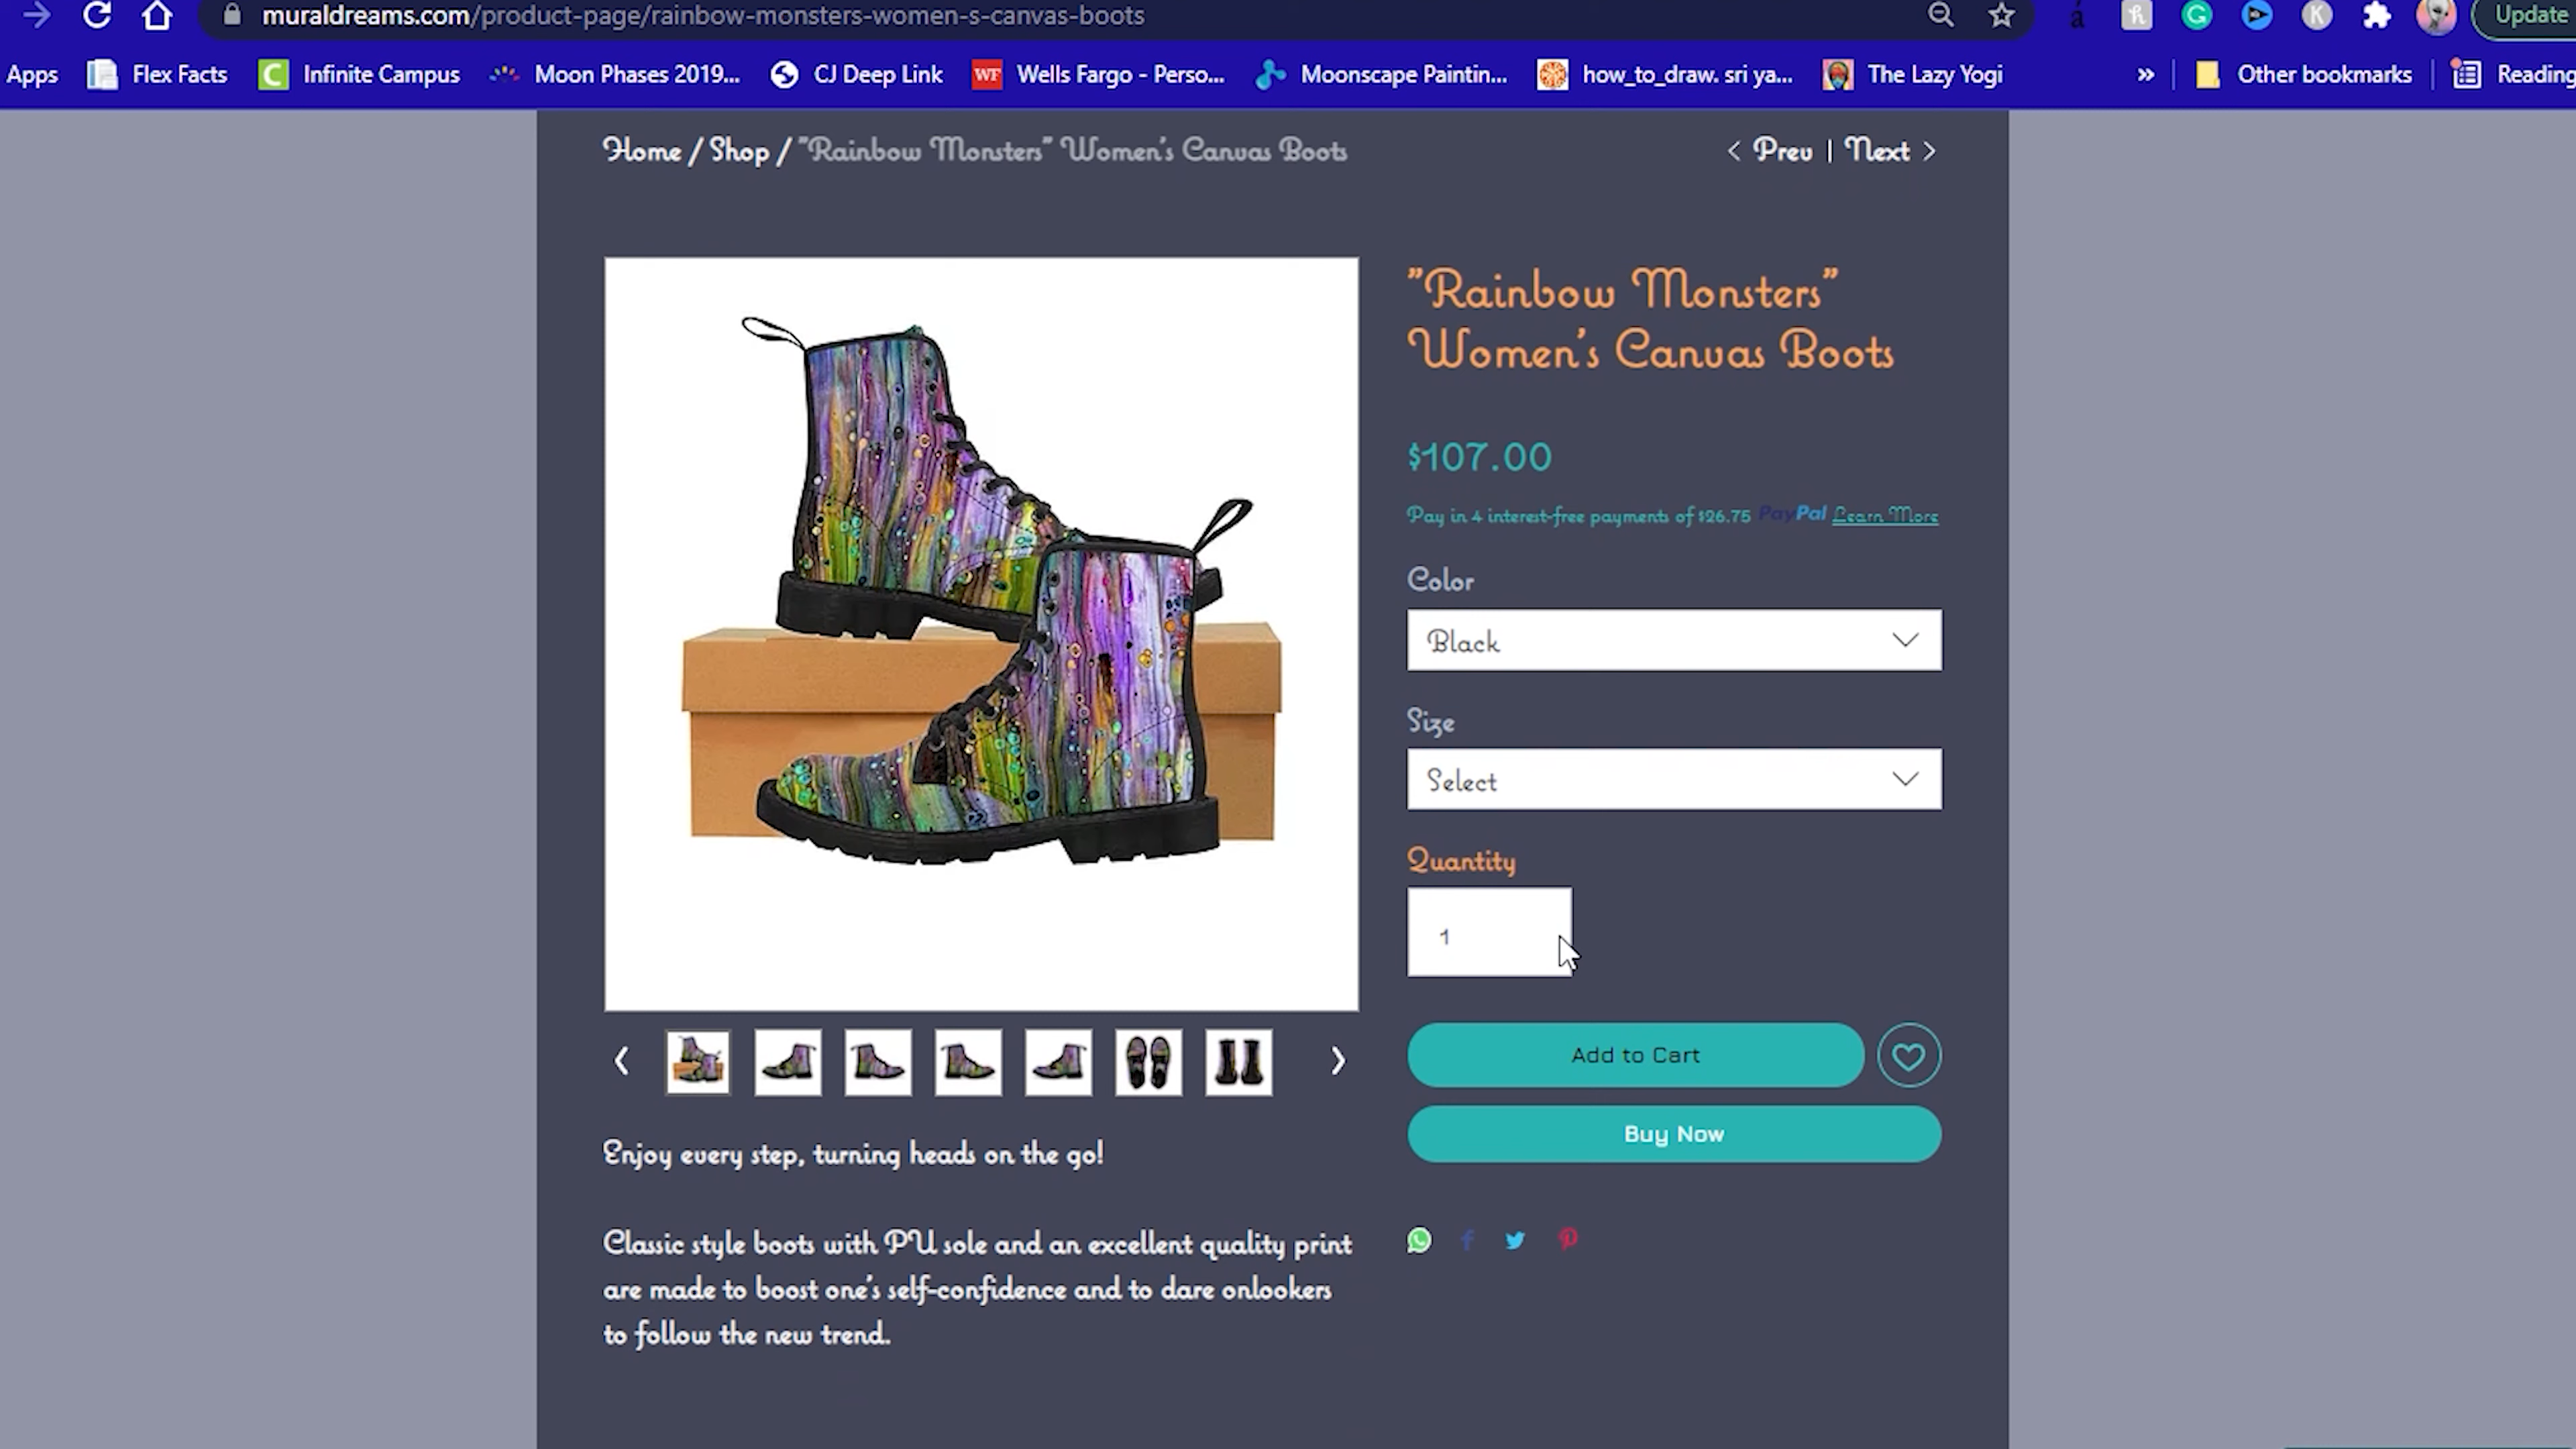 muraldreams.com/product-page/rainbow-monsters-women-s-canvas-boots
Update
Apps Flex Facts Infinite Campus Moon Phases 2019... CJ Deep Link WF Wells Fargo - Perso... Moonscape Paintin... how_to_draw. sri ya... The Lazy Yogi » Other bookmarks Reading
Home / Shop / "Rainbow Monsters" Women's Canvas Boots
< Prev | Next >
"Rainbow Monsters"
Women's Canvas Boots
$107.00
Pay in 4 interest-free payments of $26.75 PayPal Learn More
Color
Black
Size
Select
Quantity
1
Add to Cart
Buy Now
Enjoy every step, turning heads on the go!
Classic style boots with PU sole and an excellent quality print
are made to boost one's self-confidence and to dare onlookers
to follow the new trend.